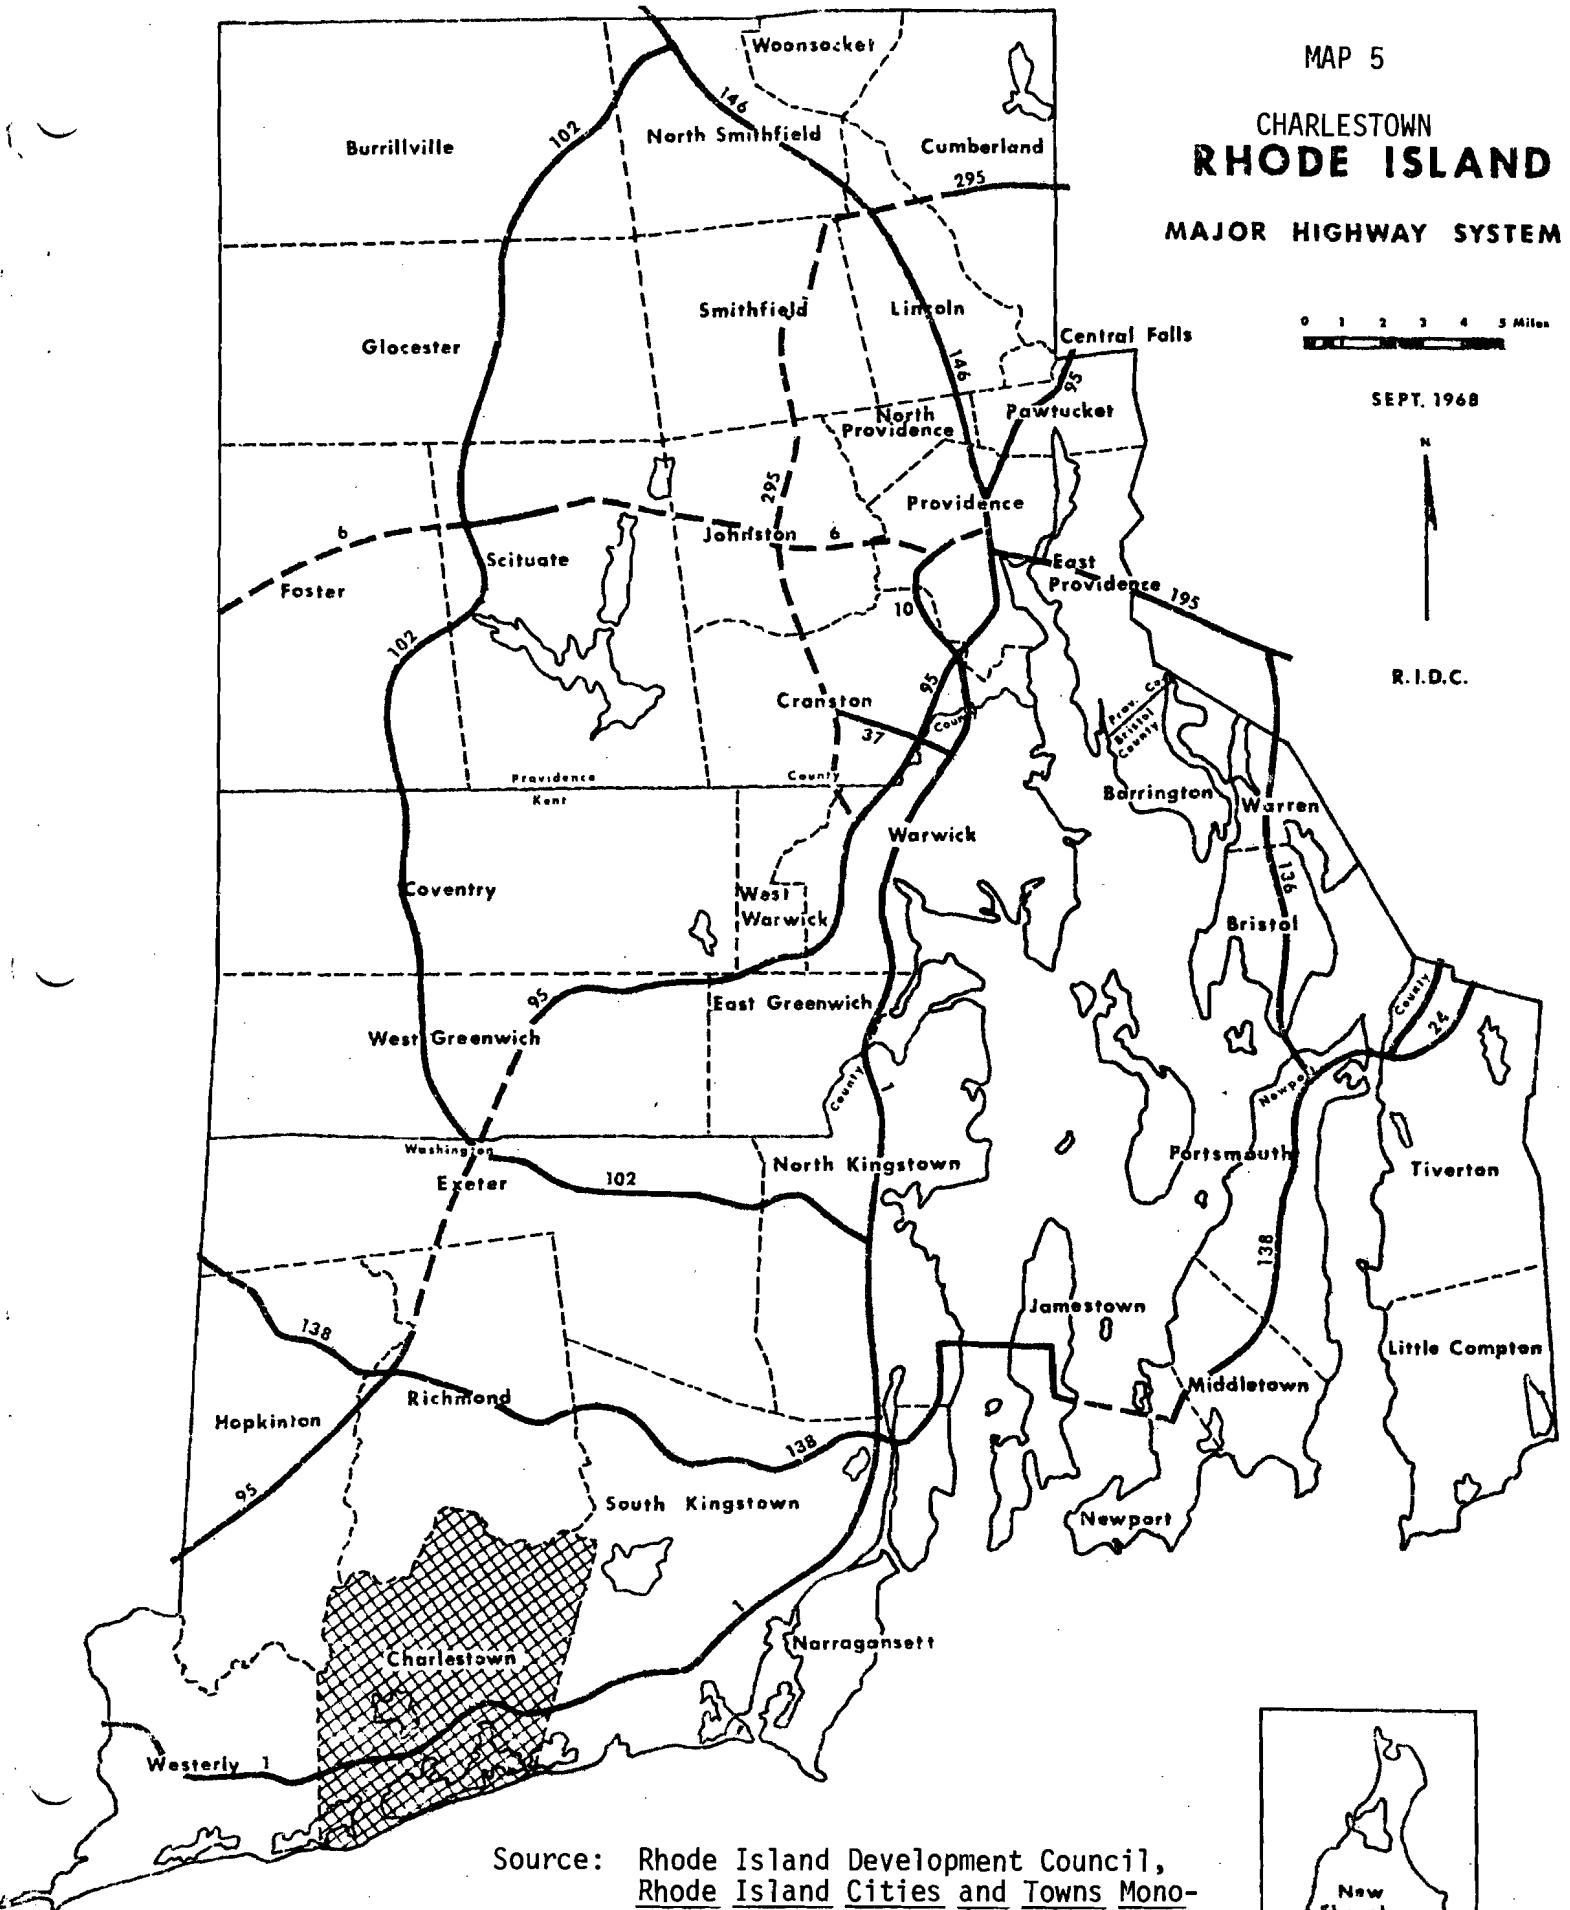 MAP 5
CHARLESTOWN
RHODE ISLAND
MAJOR HIGHWAY SYSTEM
0 1 2 3 4 5 Miles
SEPT. 1968
N
R.I.D.C.
Woonsocket
146
102
Burrillville
North Smithfield
Cumberland
295
Smithfield
Lincoln
Glocester
Central Falls
146
95
North
Providence
Pawtucket
295
Providence
6
Johnston
6
Scituate
East
Providence
Foster
195
10
102
95
Cranston
County
37
Prov. Co.
Bristol
County
Providence
County
Kent
Barrington
Warren
Warwick
136
Coventry
West
Warwick
Bristol
95
East Greenwich
County
24
West Greenwich
County
1
Newport
Washington
North Kingstown
Portsmouth
Tiverton
Exeter
102
138
Jamestown
138
Little Compton
Richmond
Middletown
Hopkinton
138
95
South Kingstown
Newport
1
Narragansett
Charlestown
Westerly 1
Source: Rhode Island Development Council,
Rhode Island Cities and Towns Mono-
New